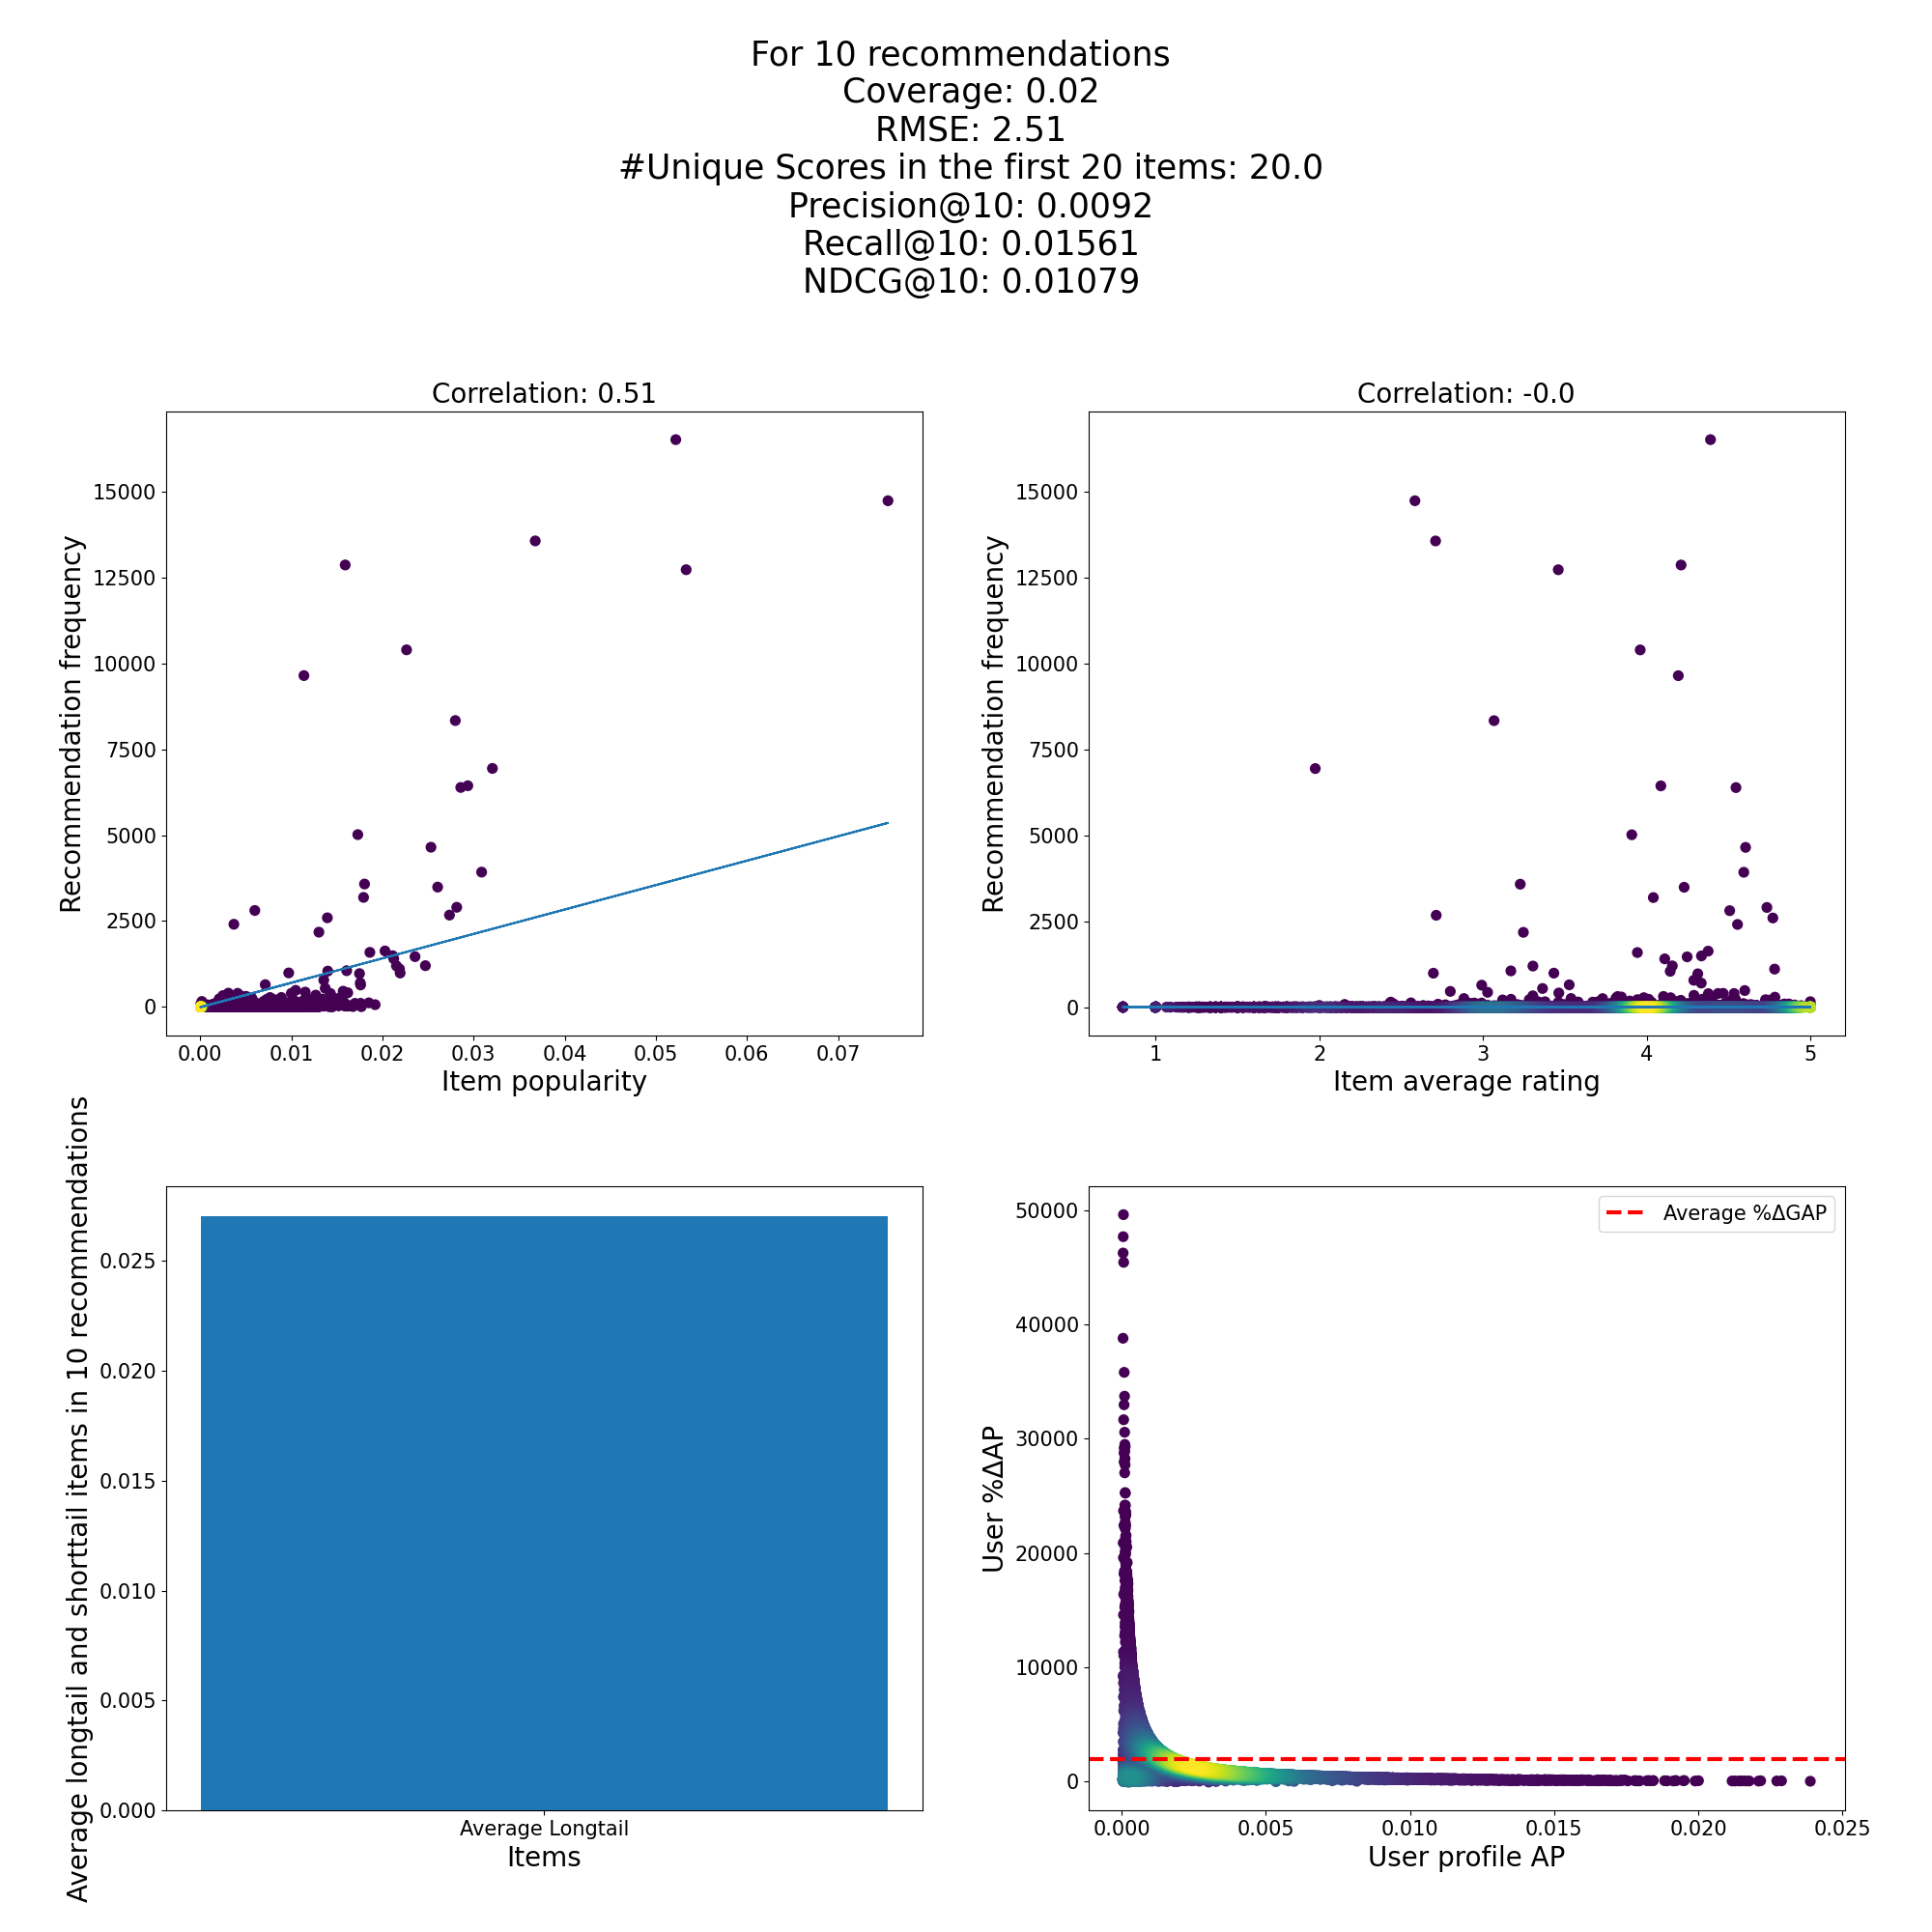 For 10 recommendations
Coverage: 0.02
RMSE: 2.51
#Unique Scores in the first 20 items: 20.0
Precision@10: 0.0092
Recall@10: 0.01561
NDCG@10: 0.01079
Correlation: 0.51
Recommendation frequency
15000
12500
10000
7500
5000
2500
0
0.00 0.01 0.02 0.03 0.04 0.05 0.06 0.07
Item popularity
Correlation: -0.0
Recommendation frequency
15000
12500
10000
7500
5000
2500
0
1 2 3 4 5
Item average rating
Average longtail and shorttail items in 10 recommendations
0.025
0.020
0.015
0.010
0.005
0.000
Average Longtail
Items
User %ΔAP
50000
40000
30000
20000
10000
0
Average %ΔGAP
0.000 0.005 0.010 0.015 0.020 0.025
User profile AP